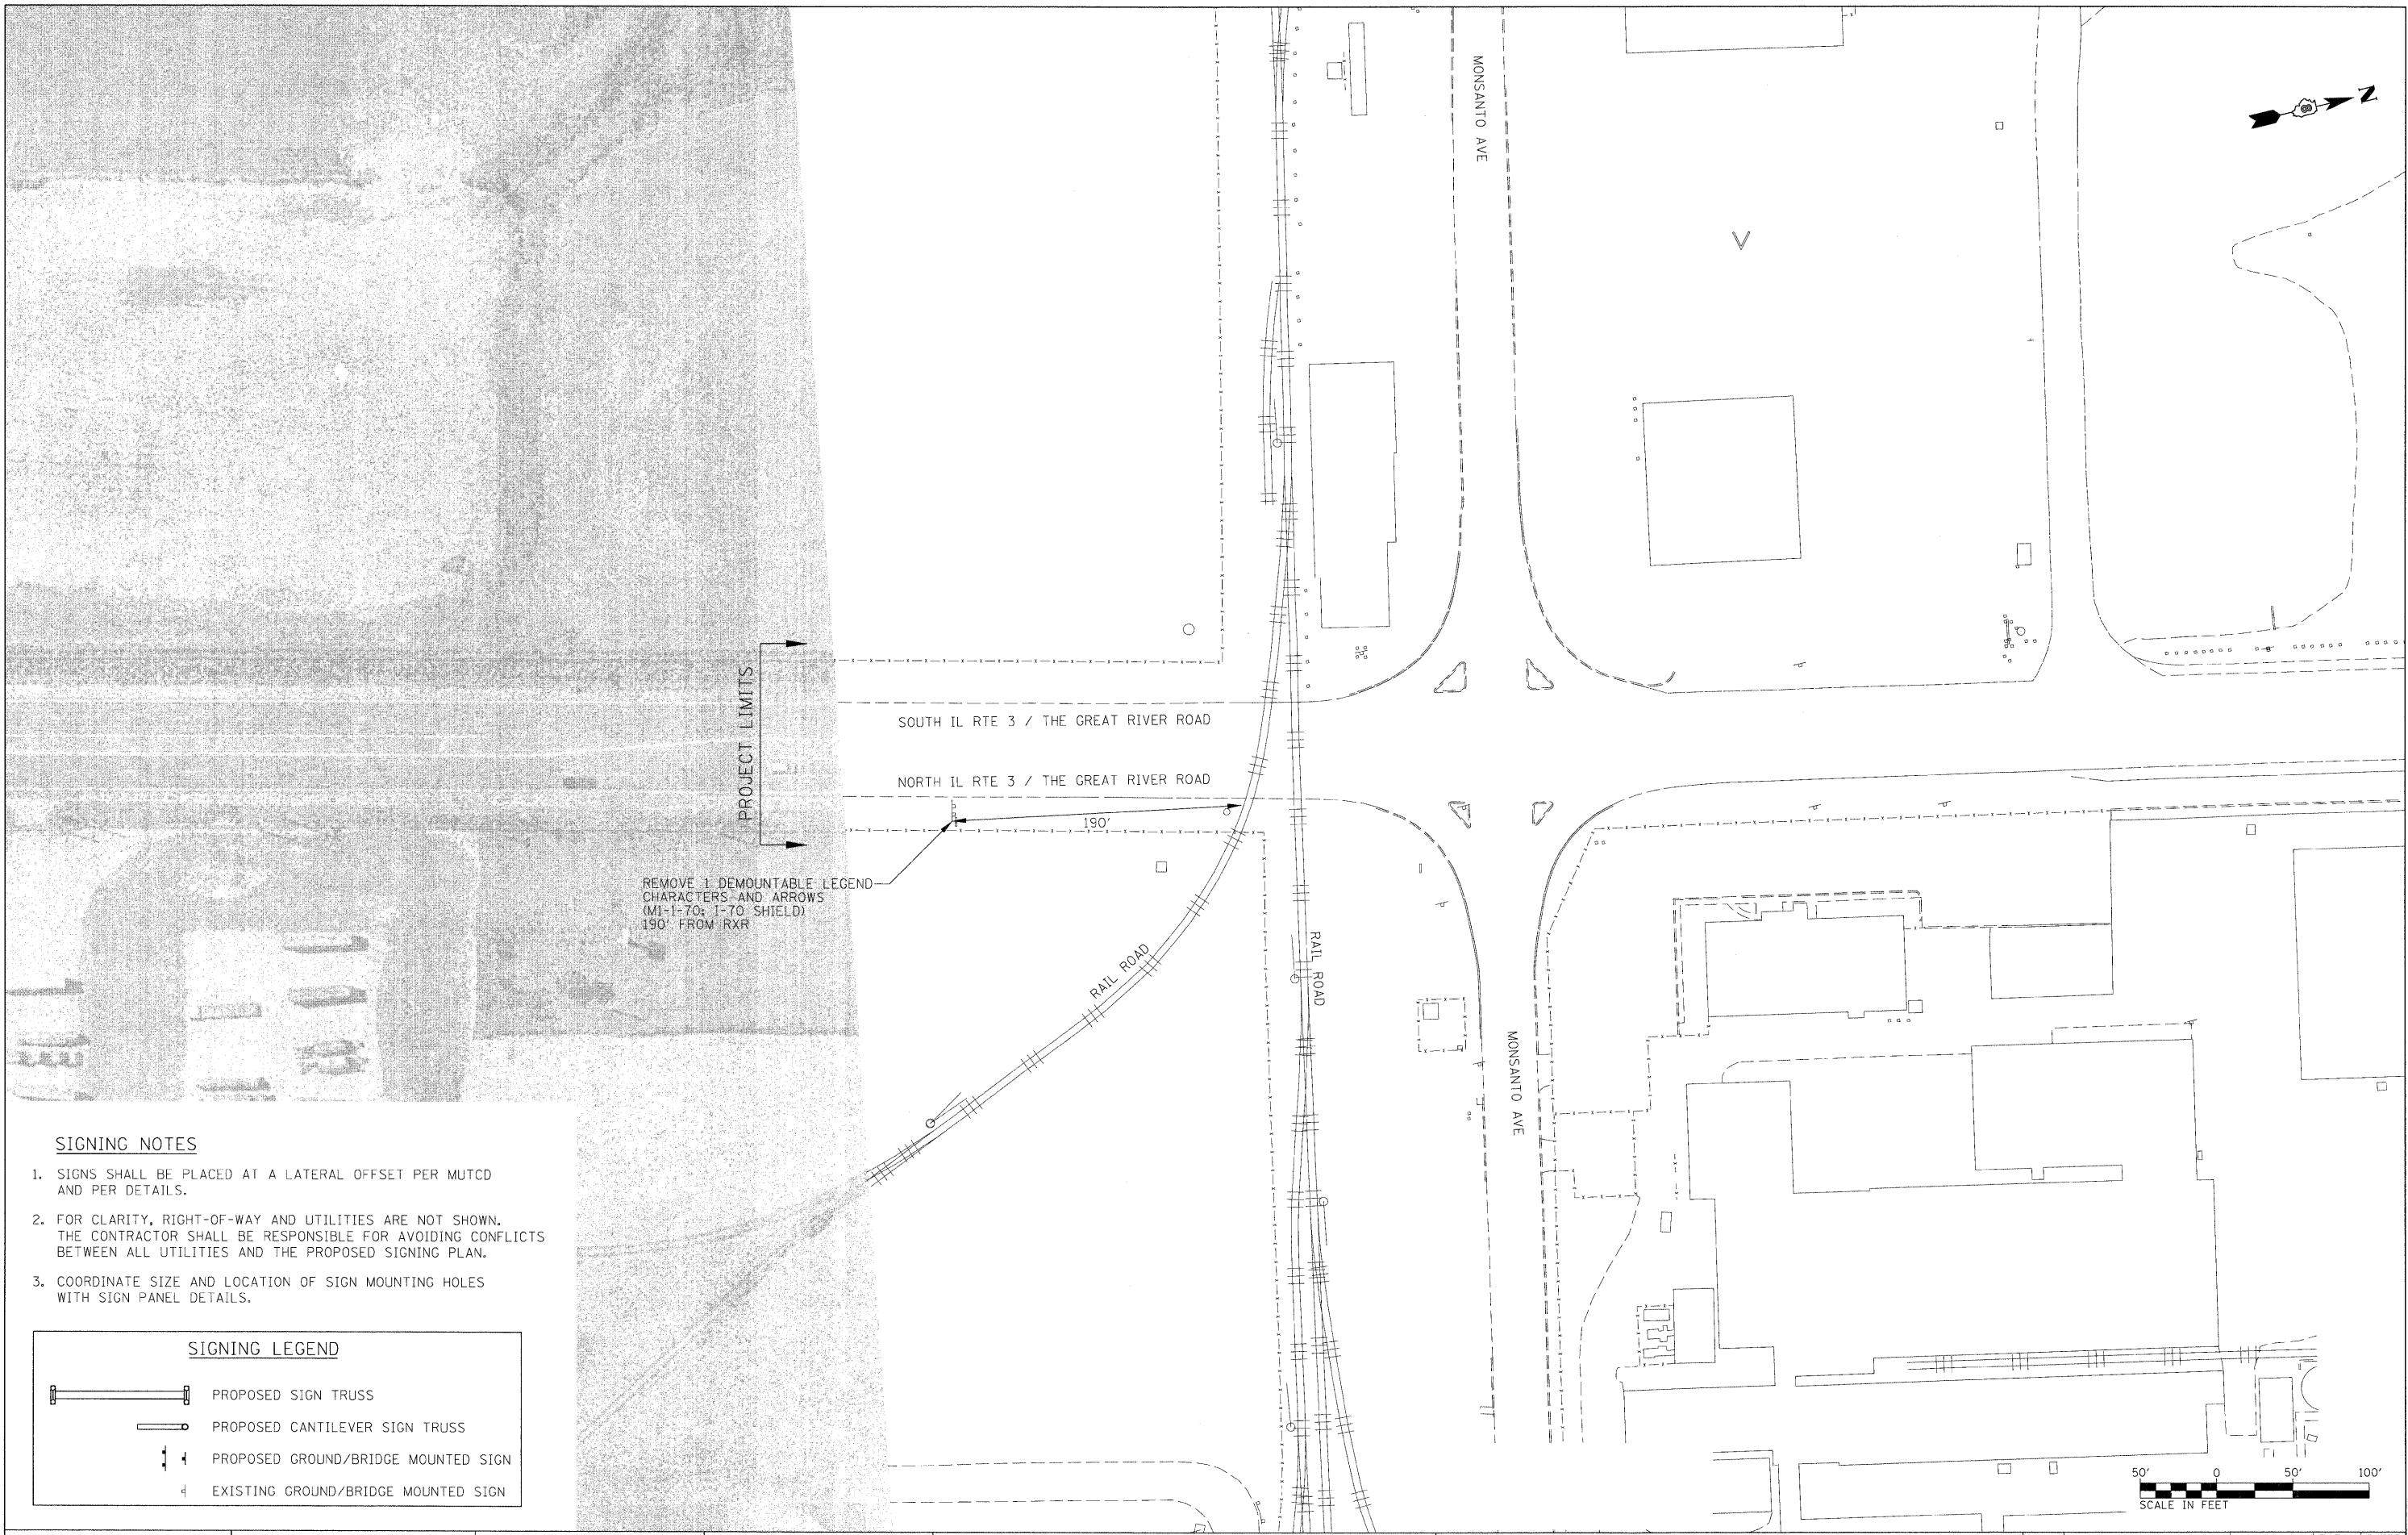 MONSANTO AVE
N
PROJECT LIMITS
SOUTH IL RTE 3 / THE GREAT RIVER ROAD
NORTH IL RTE 3 / THE GREAT RIVER ROAD
190'
REMOVE 1 DEMOUNTABLE LEGEND
CHARACTERS AND ARROWS
(M1-1-70; I-70 SHIELD)
190' FROM RXR
RAIL ROAD
RAIL ROAD
MONSANTO AVE
SIGNING NOTES
1. SIGNS SHALL BE PLACED AT A LATERAL OFFSET PER MUTCD
AND PER DETAILS.
2. FOR CLARITY, RIGHT-OF-WAY AND UTILITIES ARE NOT SHOWN.
THE CONTRACTOR SHALL BE RESPONSIBLE FOR AVOIDING CONFLICTS
BETWEEN ALL UTILITIES AND THE PROPOSED SIGNING PLAN.
3. COORDINATE SIZE AND LOCATION OF SIGN MOUNTING HOLES
WITH SIGN PANEL DETAILS.
SIGNING LEGEND
PROPOSED SIGN TRUSS
PROPOSED CANTILEVER SIGN TRUSS
PROPOSED GROUND/BRIDGE MOUNTED SIGN
EXISTING GROUND/BRIDGE MOUNTED SIGN
50' 0 50' 100'
SCALE IN FEET